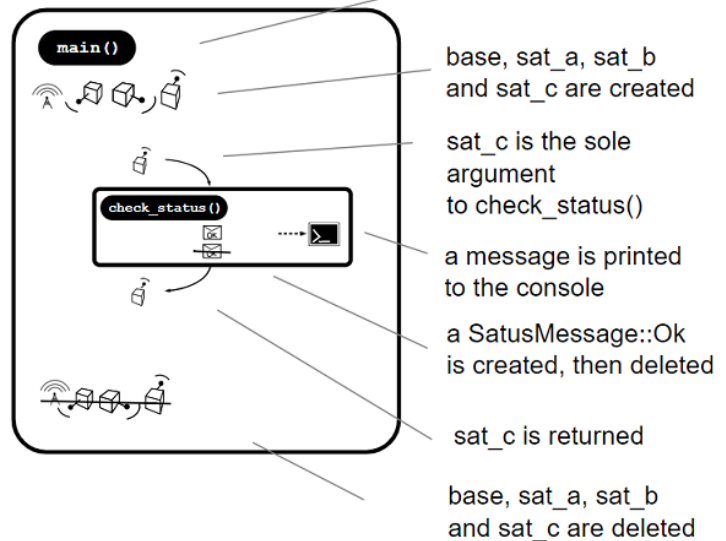 main()
base, sat_a, sat_b
and sat_c are created
sat_c is the sole
argument
to check_status()
check_status()
OK
OK
>_
a message is printed
to the console
a SatusMessage::Ok
is created, then deleted
sat_c is returned
base, sat_a, sat_b
and sat_c are deleted